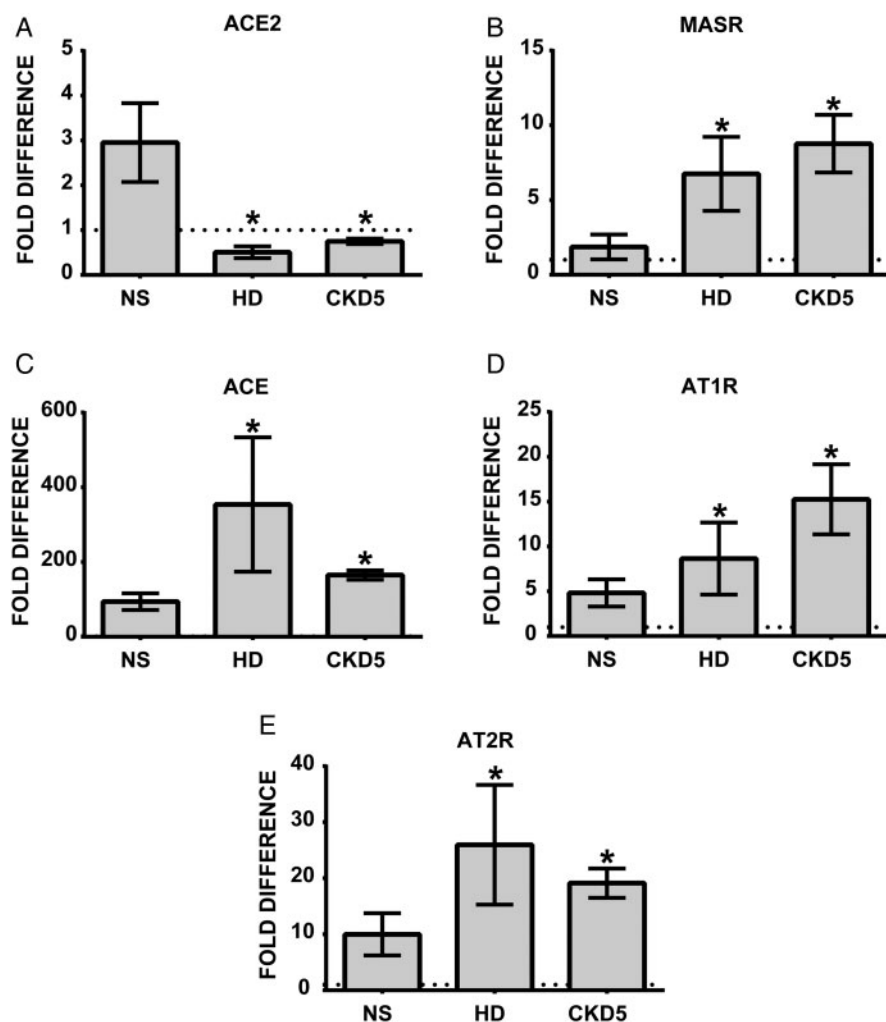 A
ACE2
FOLD DIFFERENCE
5
4
3
2
1
0
*
*
NS HD CKD5
B
MASR
FOLD DIFFERENCE
15
10
5
0
*
*
NS HD CKD5
C
ACE
FOLD DIFFERENCE
600
400
200
0
*
*
NS HD CKD5
D
AT1R
FOLD DIFFERENCE
25
20
15
10
5
0
*
*
NS HD CKD5
E
AT2R
FOLD DIFFERENCE
40
30
20
10
0
*
*
NS HD CKD5